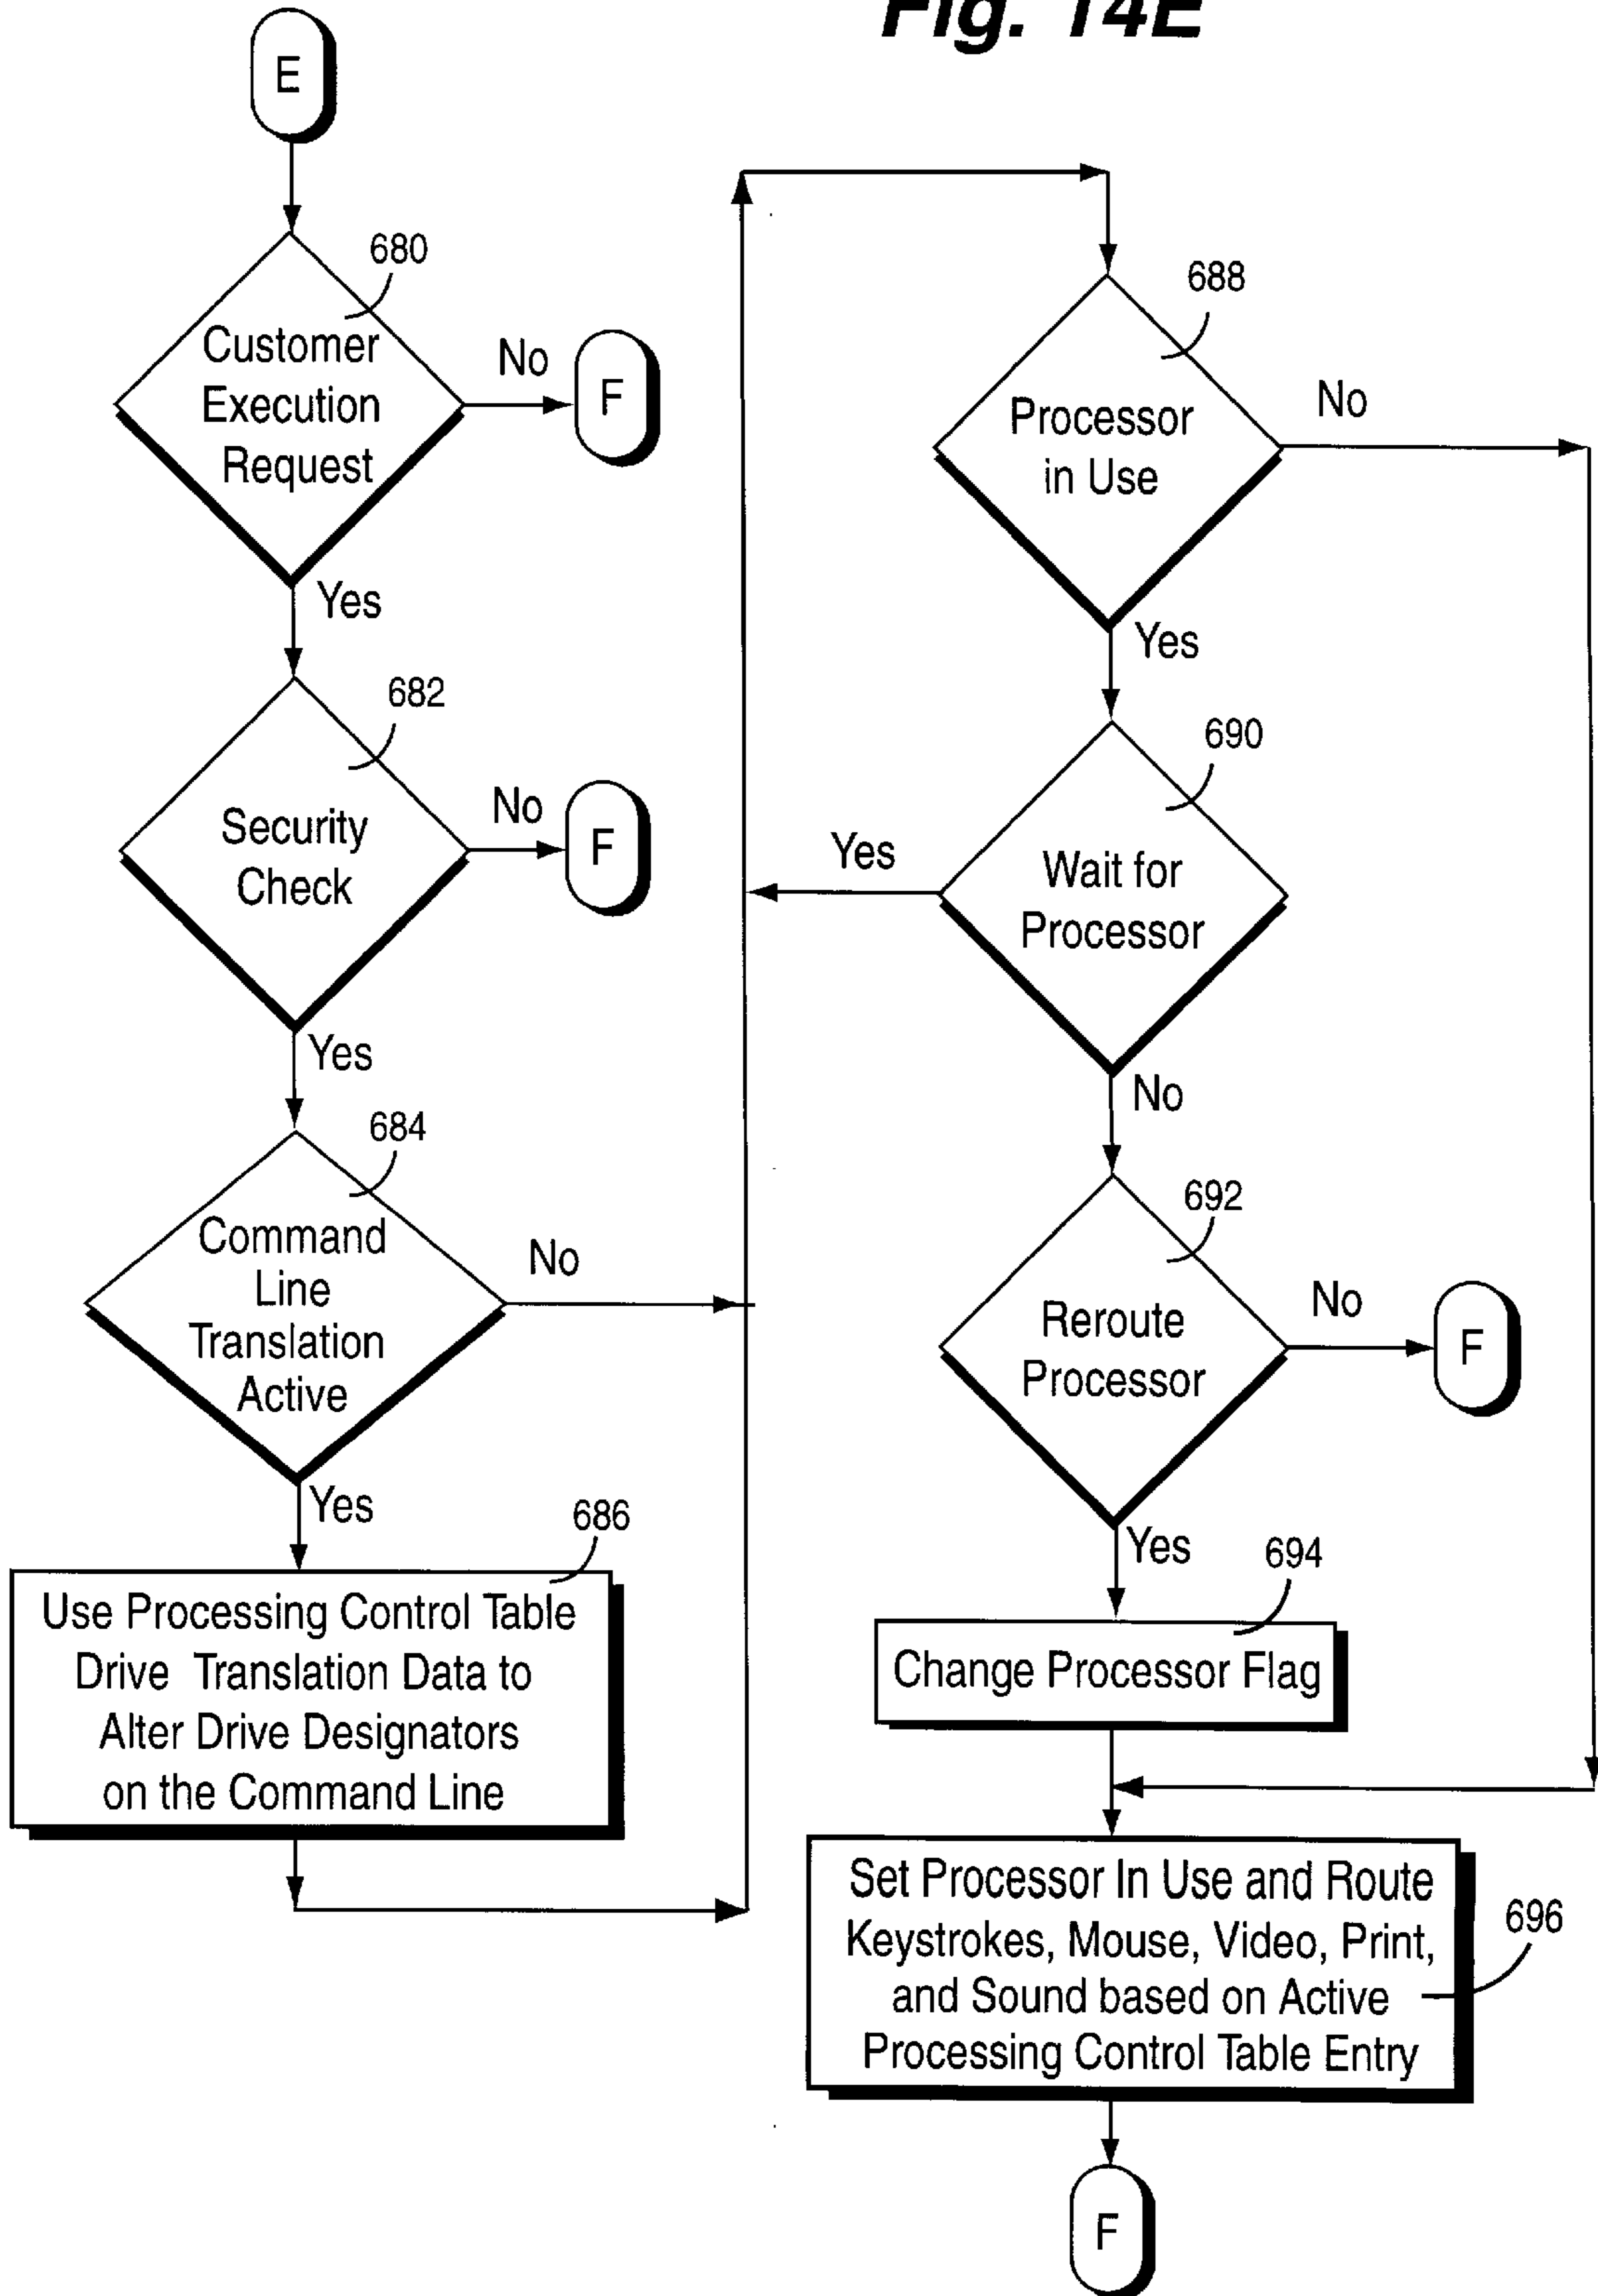 Fig. 14E
E
680
Customer
Execution
Request
No
F
Yes
682
Security
Check
No
F
Yes
684
Command
Line
Translation
Active
No
Yes
686
Use Processing Control Table
Drive Translation Data to
Alter Drive Designators
on the Command Line
688
Processor
in Use
No
Yes
690
Wait for
Processor
Yes
No
692
Reroute
Processor
No
F
Yes
694
Change Processor Flag
Set Processor In Use and Route
Keystrokes, Mouse, Video, Print,
and Sound based on Active
Processing Control Table Entry
696
F